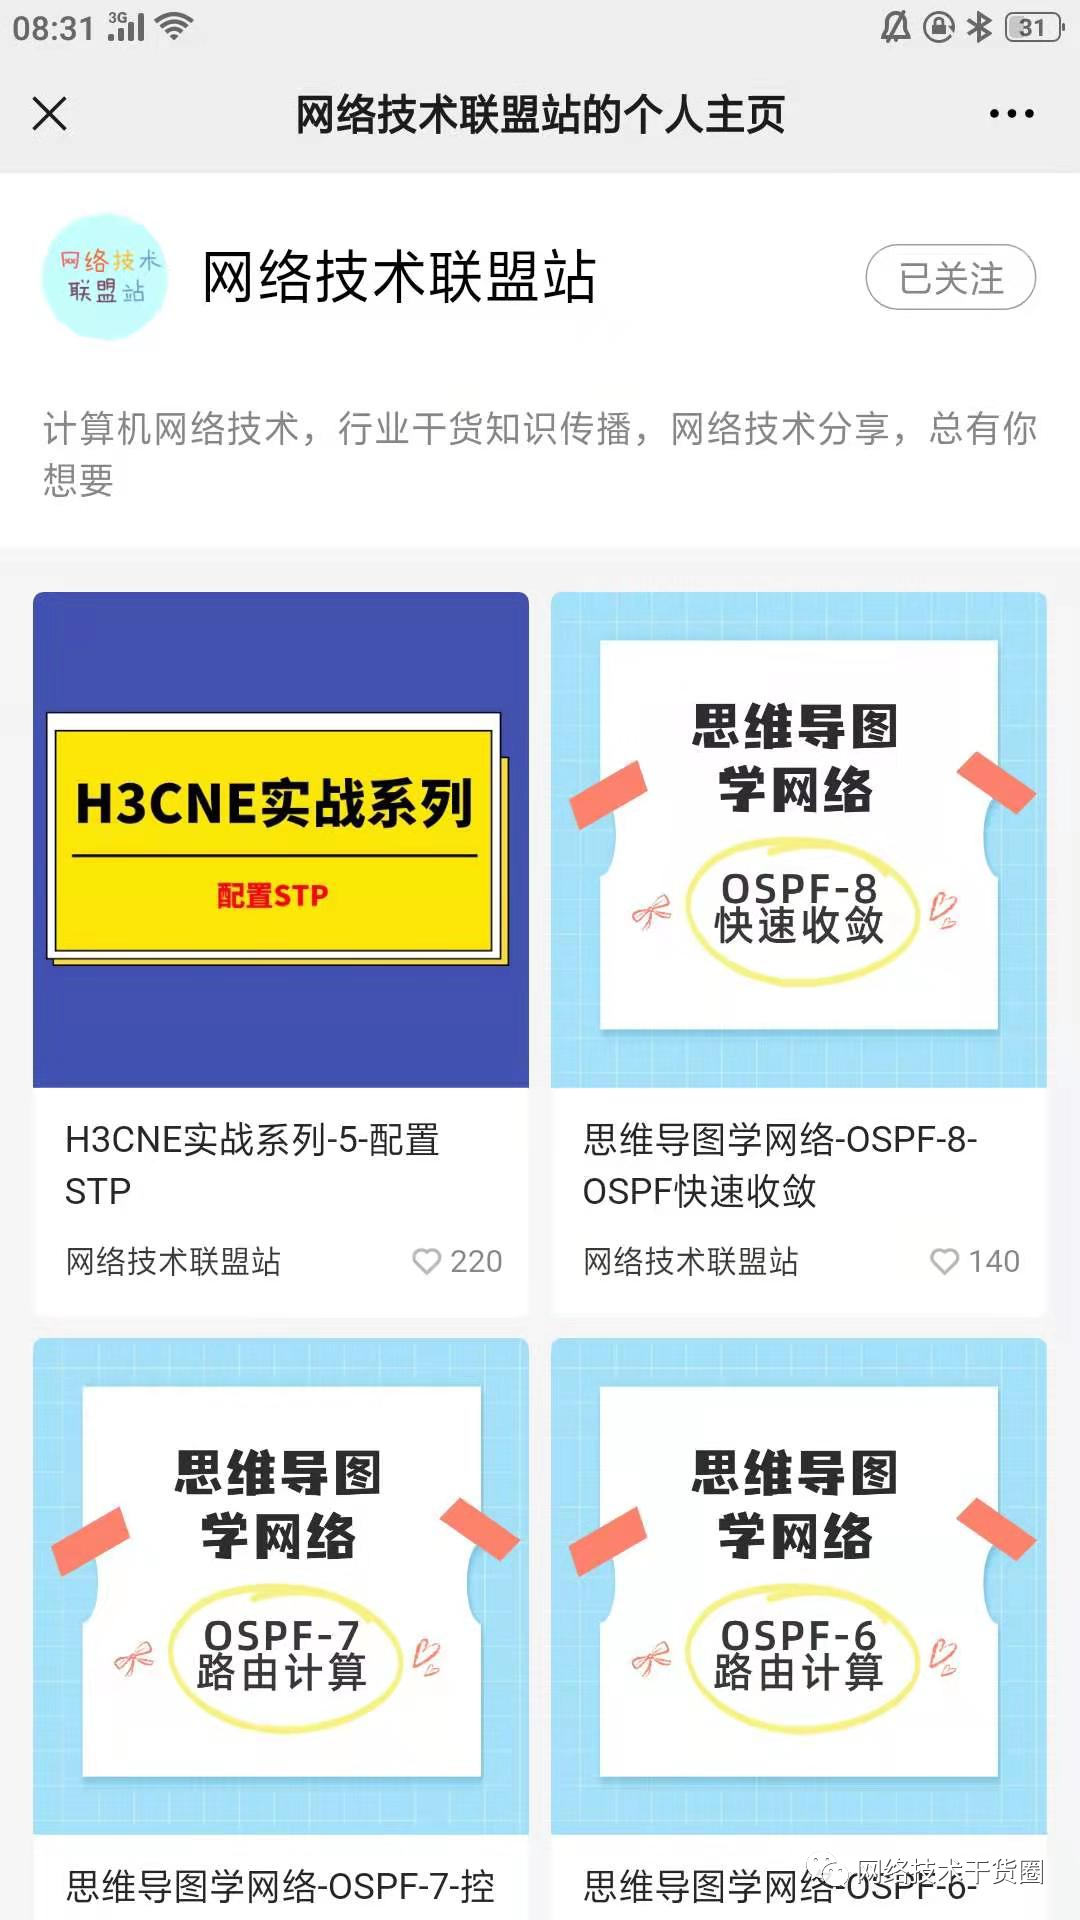 08:31 3G 31
网络技术联盟站的个人主页
网络技术
联盟站
网络技术联盟站
已关注
计算机网络技术，行业干货知识传播，网络技术分享，总有你
想要
H3CNE实战系列
配置STP
H3CNE实战系列-5-配置
STP
网络技术联盟站 220
思维导图
学网络
OSPF-8
快速收敛
思维导图学网络-OSPF-8-
OSPF快速收敛
网络技术联盟站 140
思维导图
学网络
OSPF-7
路由计算
思维导图学网络-OSPF-7-控
思维导图
学网络
OSPF-6
路由计算
思维导图学网络-OSPF-6-
网络技术干货圈